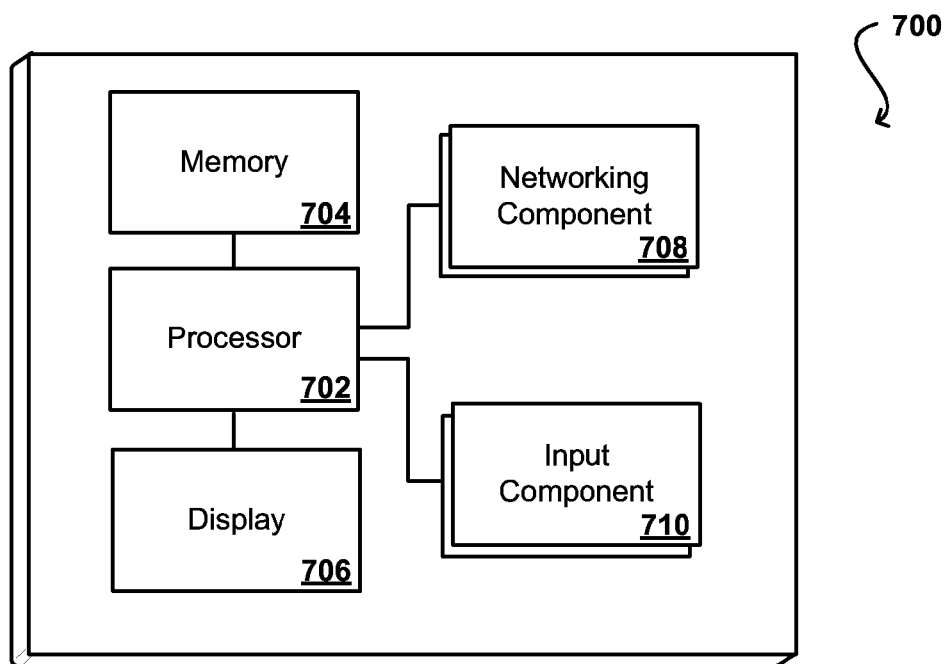 700
Memory
704
Networking
Component
708
Processor
702
Input
Component
710
Display
706